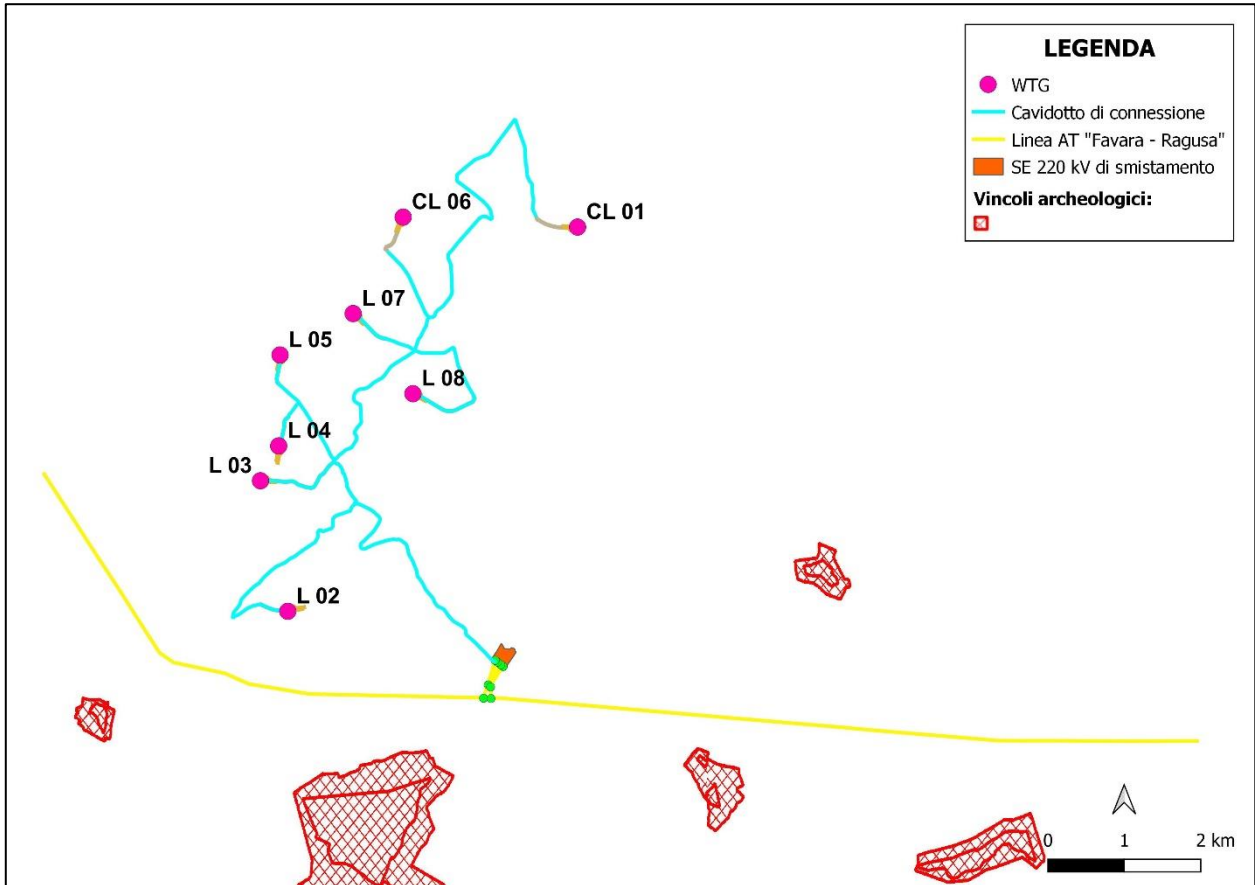 LEGENDA
WTG
Cavidotto di connessione
Linea AT "Favara - Ragusa"
SE 220 kV di smistamento
Vincoli archeologici:
CL 06
CL 01
L 07
L 05
L 08
L 04
L 03
L 02
0 1 2 km